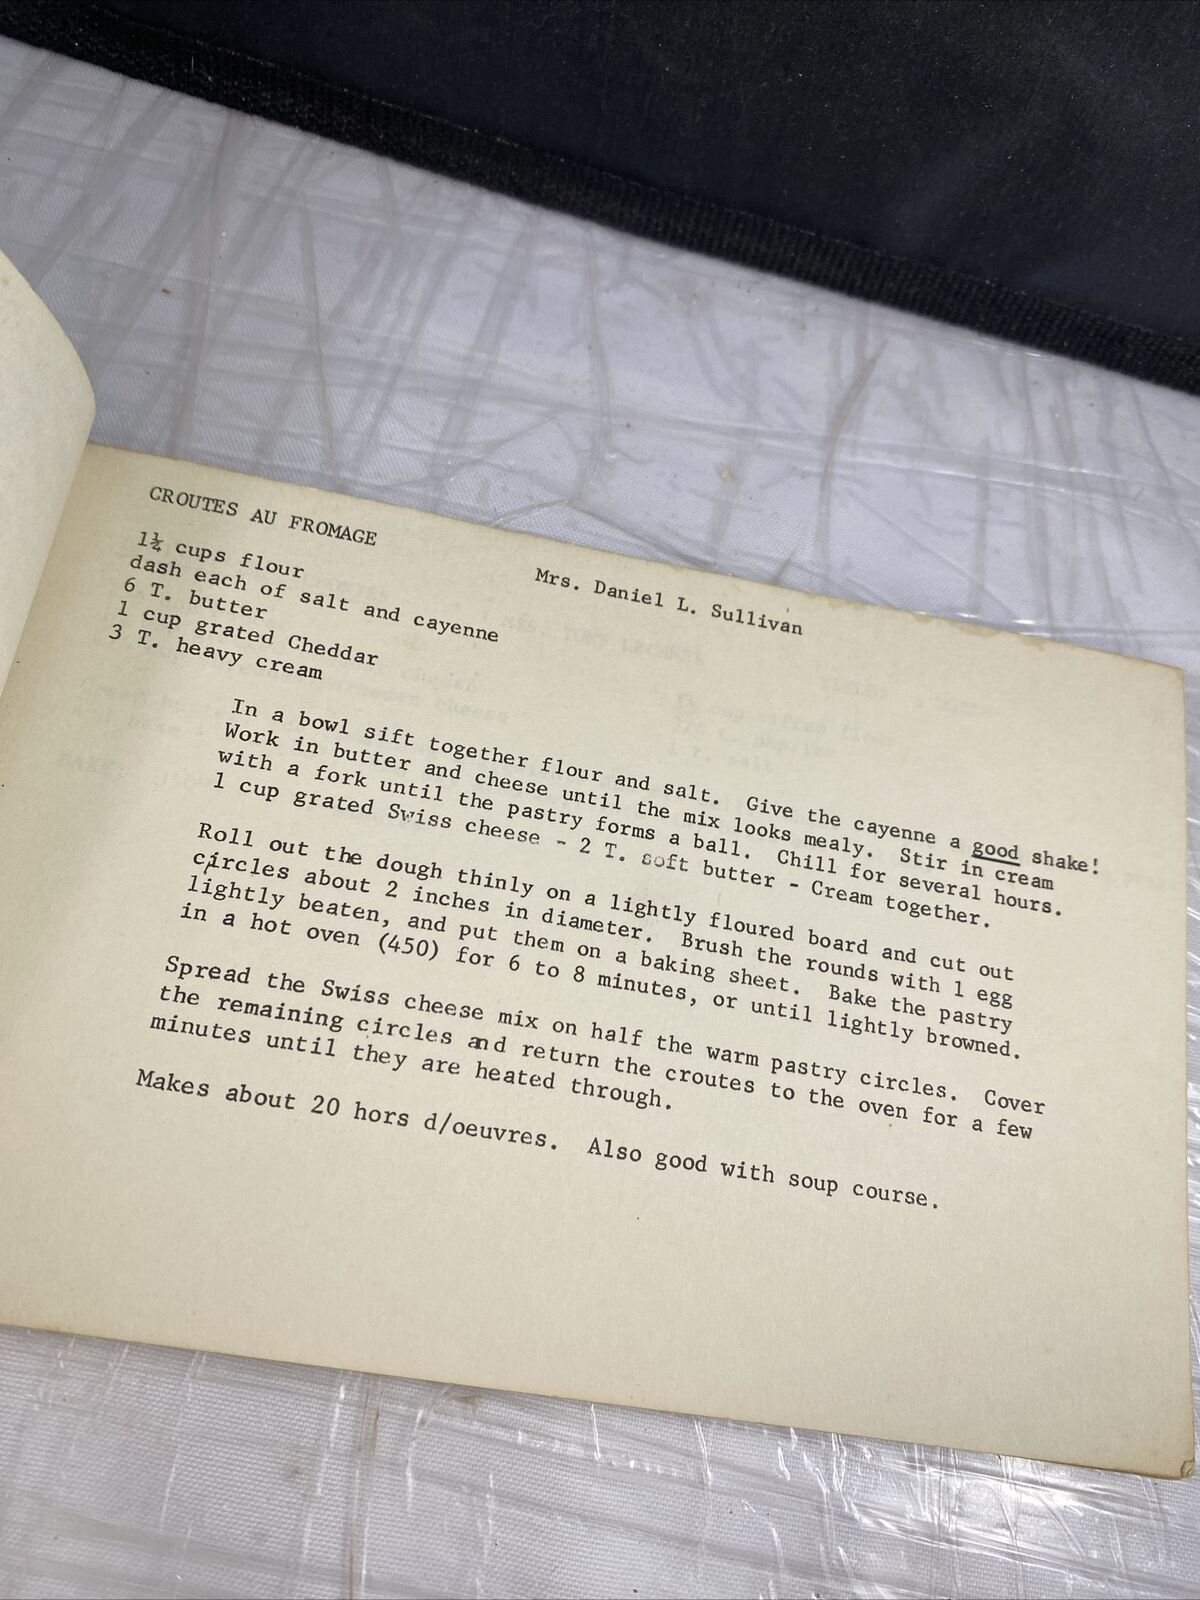 CROUTES AU FROMAGE
Mrs. Daniel L. Sullivan
1¼ cups flour
dash each of salt and cayenne
6 T. butter
1 cup grated Cheddar
3 T. heavy cream
In a bowl sift together flour and salt. Give the cayenne a good shake!
Work in butter and cheese until the mix looks mealy. Stir in cream
with a fork until the pastry forms a ball. Chill for several hours.
1 cup grated Swiss cheese - 2 T. soft butter - Cream together.
Roll out the dough thinly on a lightly floured board and cut out
circles about 2 inches in diameter. Brush the rounds with 1 egg
lightly beaten, and put them on a baking sheet. Bake the pastry
in a hot oven (450) for 6 to 8 minutes, or until lightly browned.
Spread the Swiss cheese mix on half the warm pastry circles. Cover
the remaining circles and return the croutes to the oven for a few
minutes until they are heated through.
Makes about 20 hors d/oeuvres. Also good with soup course.